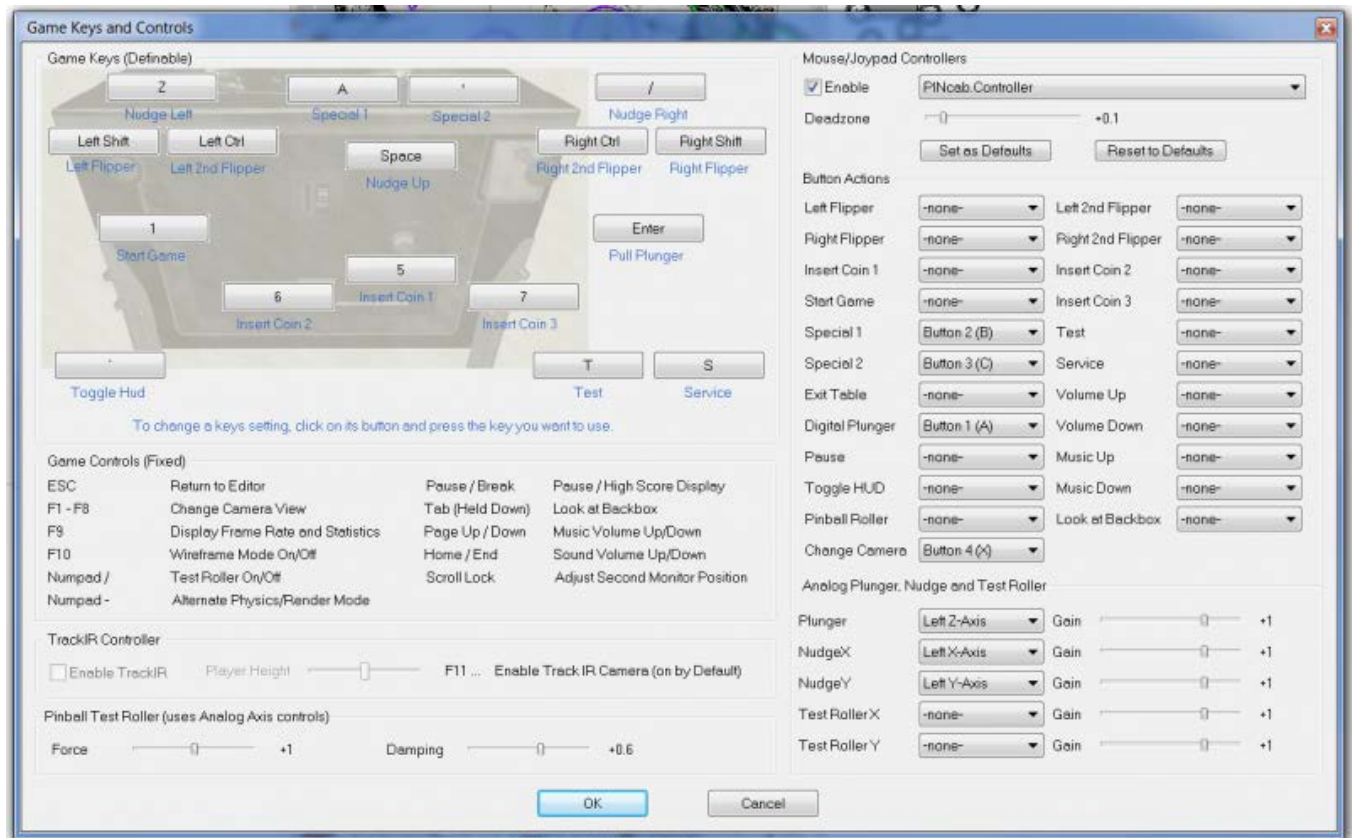 Game Keys and Controls
Game Keys (Definable)
Z
A
'
/
Nudge Left
Special 1
Special 2
Nudge Right
Left Shift
Left Ctrl
Space
Right Ctrl
Right Shift
Left Flipper
Left 2nd Flipper
Nudge Up
Right 2nd Flipper
Right Flipper
1
Enter
Start Game
Pull Plunger
5
Insert Coin 1
6
7
Insert Coin 2
Insert Coin 3
T
S
Toggle Hud
Test
Service
To change a keys setting, click on its button and press the key you want to use.
Game Controls (Fixed)
ESC Return to Editor Pause / Break Pause / High Score Display
F1 - F8 Change Camera View Tab (Held Down) Look at Backbox
F9 Display Frame Rate and Statistics Page Up / Down Music Volume Up/Down
F10 Wireframe Mode On/Off Home / End Sound Volume Up/Down
Numpad / Test Roller On/Off Scroll Lock Adjust Second Monitor Position
Numpad - Alternate Physics/Render Mode
TrackIR Controller
Enable TrackIR Player Height F11 ... Enable Track IR Camera (on by Default)
Pinball Test Roller (uses Analog Axis controls)
Force +1 Damping +0.6
Mouse/Joypad Controllers
Enable PINcab.Controller
Deadzone +0.1
Set as Defaults Reset to Defaults
Button Actions
Left Flipper -none- Left 2nd Flipper -none-
Right Flipper -none- Right 2nd Flipper -none-
Insert Coin 1 -none- Insert Coin 2 -none-
Start Game -none- Insert Coin 3 -none-
Special 1 Button 2 (B) Test -none-
Special 2 Button 3 (C) Service -none-
Exit Table -none- Volume Up -none-
Digital Plunger Button 1 (A) Volume Down -none-
Pause -none- Music Up -none-
Toggle HUD -none- Music Down -none-
Pinball Roller -none- Look at Backbox -none-
Change Camera Button 4 (X)
Analog Plunger, Nudge and Test Roller
Plunger Left Z-Axis Gain +1
NudgeX Left X-Axis Gain +1
NudgeY Left Y-Axis Gain +1
Test Roller X -none- Gain +1
Test Roller Y -none- Gain +1
OK Cancel